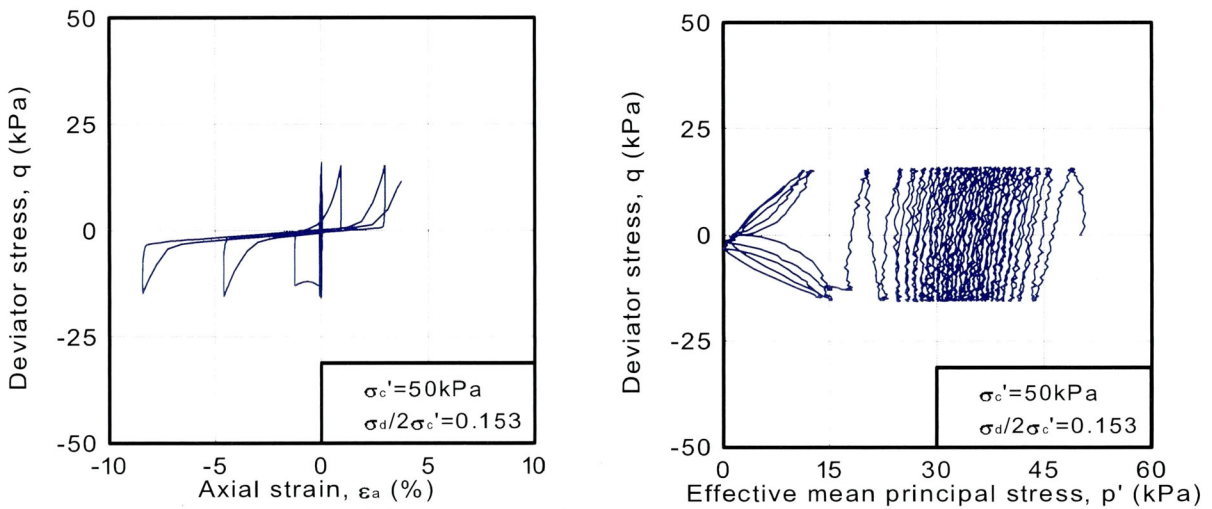 50
25
0
-25
-50
Deviator stress, q (kPa)
σc'=50kPa
σd/2σc'=0.153
-10
-5
0
5
10
Axial strain, εa (%)
50
25
0
-25
-50
Deviator stress, q (kPa)
σc'=50kPa
σd/2σc'=0.153
0
15
30
45
60
Effective mean principal stress, p' (kPa)